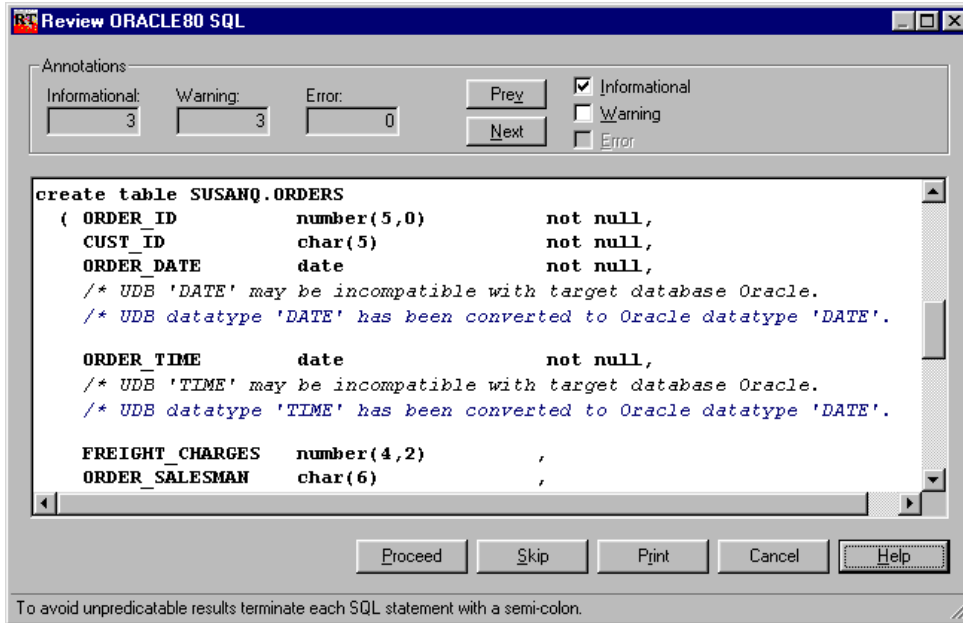 RT Review ORACLE80 SQL
Annotations
Informational: Warning: Error:
3 3 0
Prev
Next
Informational
Warning
Error
create table SUSANQ.ORDERS
( ORDER_ID number(5,0) not null,
CUST_ID char(5) not null,
ORDER_DATE date not null,
/* UDB 'DATE' may be incompatible with target database Oracle.
/* UDB datatype 'DATE' has been converted to Oracle datatype 'DATE'.
ORDER_TIME date not null,
/* UDB 'TIME' may be incompatible with target database Oracle.
/* UDB datatype 'TIME' has been converted to Oracle datatype 'DATE'.
FREIGHT_CHARGES number(4,2) ,
ORDER_SALESMAN char(6) ,
Proceed Skip Print Cancel Help
To avoid unpredicatable results terminate each SQL statement with a semi-colon.